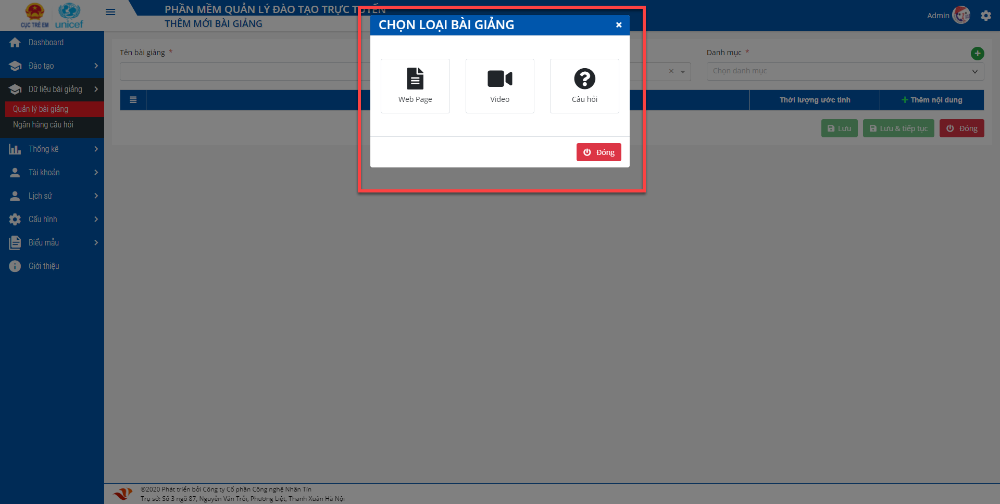 CỤC TRẺ EM
unicef
PHẦN MỀM QUẢN LÝ ĐÀO TẠO TRỰC TUYẾN
THÊM MỚI BÀI GIẢNG
Admin
Dashboard
Đào tạo
Dữ liệu bài giảng
Quản lý bài giảng
Ngân hàng câu hỏi
Thống kê
Tài khoản
Lịch sử
Cấu hình
Biểu mẫu
Giới thiệu
CHỌN LOẠI BÀI GIẢNG
Web Page
Video
Câu hỏi
Đóng
Tên bài giảng *
Danh mục *
Chọn danh mục
Thời lượng ước tính
Thêm nội dung
Lưu
Lưu & tiếp tục
Đóng
©2020 Phát triển bởi Công ty Cổ phần Công nghệ Nhân Tín
Trụ sở: Số 3 ngõ 87, Nguyễn Văn Trỗi, Phương Liệt, Thanh Xuân Hà Nội